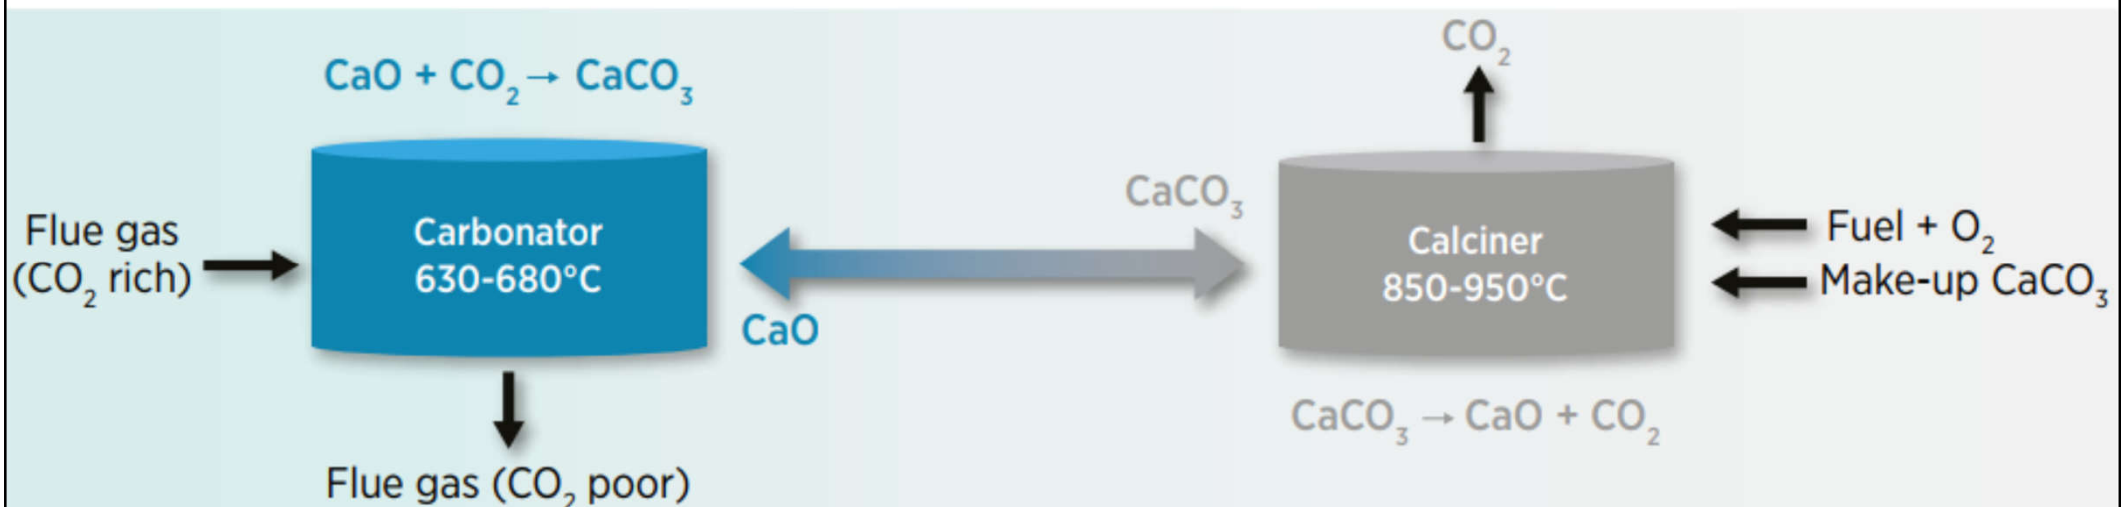 CaO + CO₂ → CaCO₃
CO₂
Flue gas
(CO₂ rich)
Carbonator
630-680°C
CaCO₃
CaO
Calciner
850-950°C
Fuel + O₂
Make-up CaCO₃
Flue gas (CO₂ poor)
CaCO₃ → CaO + CO₂